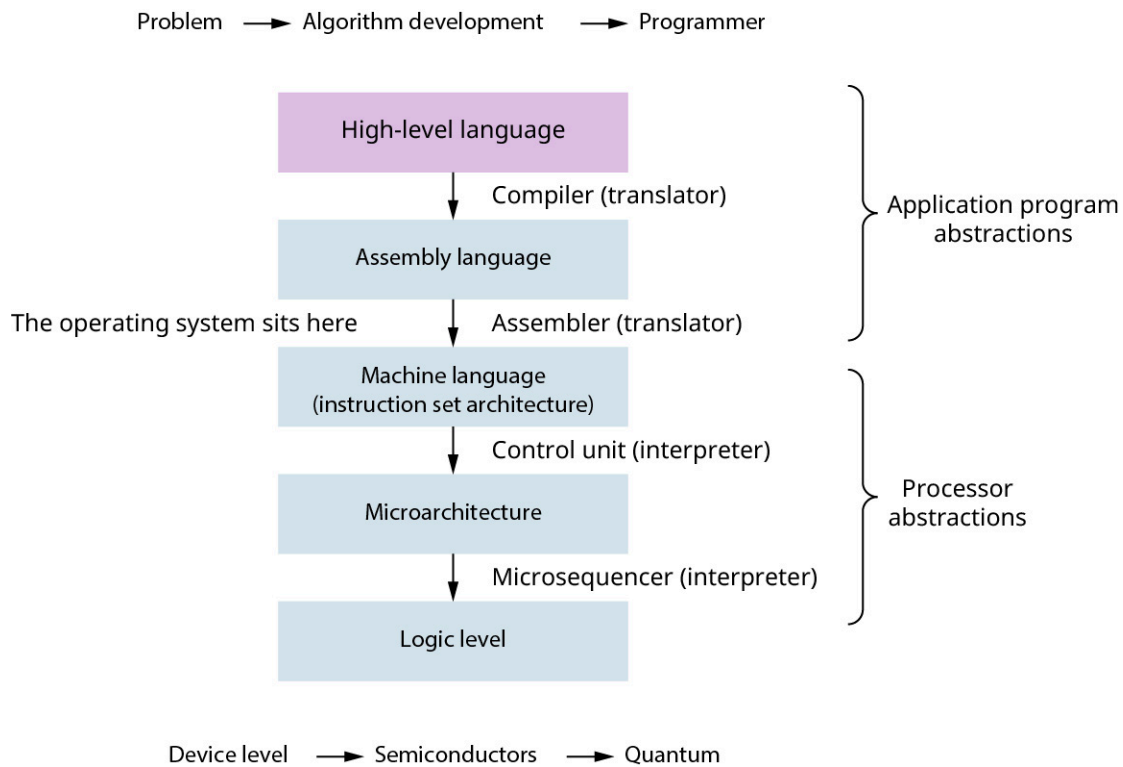 Problem → Algorithm development → Programmer
High-level language
Compiler (translator)
Application program
abstractions
Assembly language
The operating system sits here
Assembler (translator)
Machine language
(instruction set architecture)
Control unit (interpreter)
Processor
abstractions
Microarchitecture
Microsequencer (interpreter)
Logic level
Device level → Semiconductors → Quantum